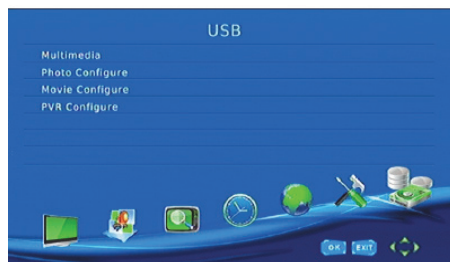 USB
Multimedia
Photo Configure
Movie Configure
PVR Configure
OK EXIT